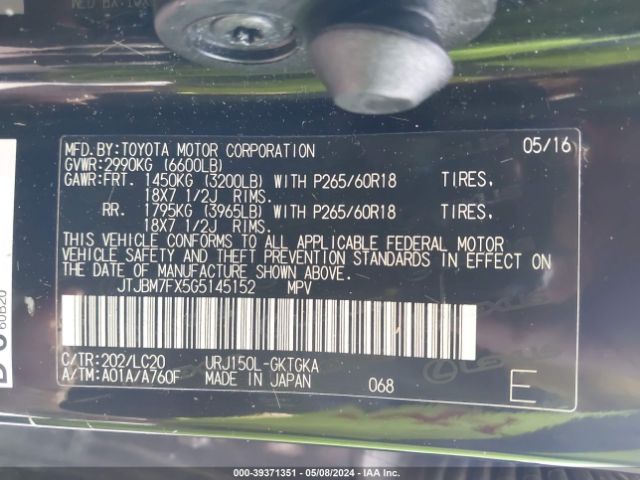 MFD.BY:TOYOTA MOTOR CORPORATION 05/16
GVWR:2990KG (6600LB)
GAWR:FRT. 1450KG (3200LB) WITH P265/60R18 TIRES,
18X7 1/2J RIMS.
RR. 1795KG (3965LB) WITH P265/60R18 TIRES,
18X7 1/2J RIMS.
THIS VEHICLE CONFORMS TO ALL APPLICABLE FEDERAL MOTOR
VEHICLE SAFETY AND THEFT PREVENTION STANDARDS IN EFFECT ON
THE DATE OF MANUFACTURE SHOWN ABOVE.
JTJBM7FX5G5145152 MPV
C/TR:202/LC20 URJ150L-GKTGKA
A/TM:A01A/A760F MADE IN JAPAN 068 E
60B20
000-39371351 - 05/08/2024 - IAA Inc.